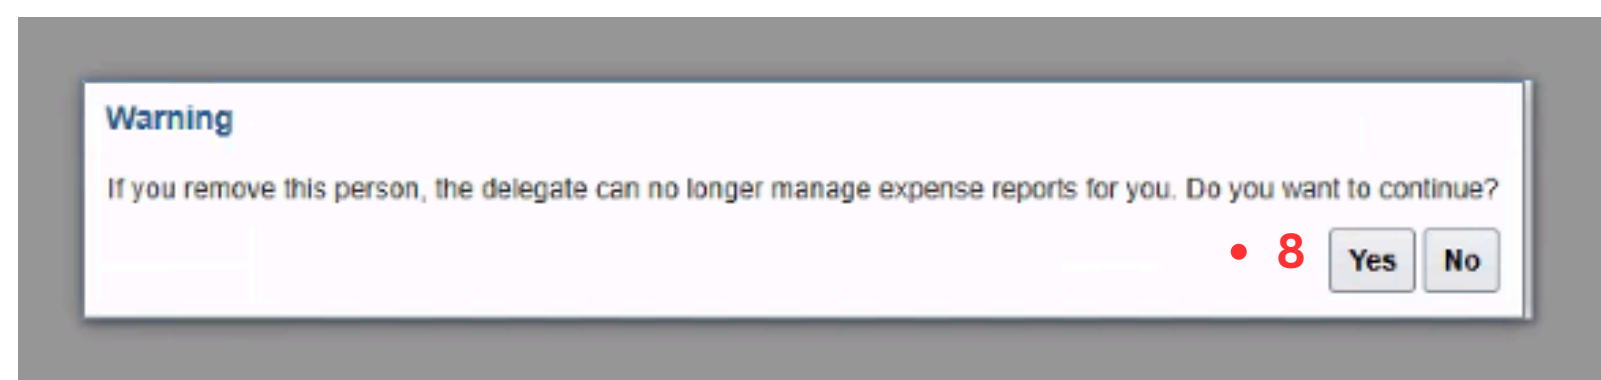 Warning
If you remove this person, the delegate can no longer manage expense reports for you. Do you want to continue?
• 8 Yes No